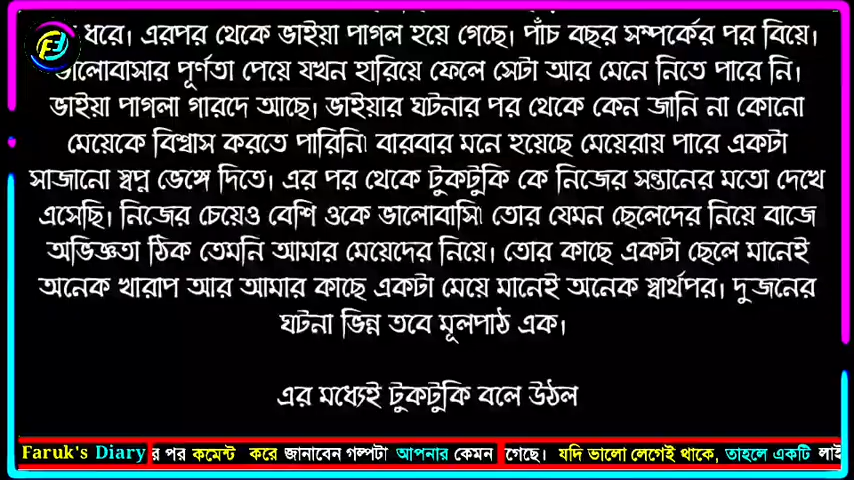 ধরে। এরপর থেকে ভাইয়া পাগল হয়ে গেছে। পাঁচ বছর সম্পর্কের পর বিয়ে।
ভালোবাসার পূর্ণতা পেয়ে যখন হারিয়ে ফেলে সেটা আর মেনে নিতে পারে নি।
ভাইয়া পাগলা গারদে আছে। ভাইয়ার ঘটনার পর থেকে কেন জানি না কোনো
মেয়েকে বিশ্বাস করতে পারিনি৷ বারবার মনে হয়েছে মেয়েরায় পারে একটা
সাজানো স্বপ্ন ভেঙ্গে দিতে। এর পর থেকে টুকটুকি কে নিজের সন্তানের মতো দেখে
এসেছি। নিজের চেয়েও বেশি ওকে ভালোবাসি৷ তোর যেমন ছেলেদের নিয়ে বাজে
অভিজ্ঞতা ঠিক তেমনি আমার মেয়েদের নিয়ে। তোর কাছে একটা ছেলে মানেই
অনেক খারাপ আর আমার কাছে একটা মেয়ে মানেই অনেক স্বার্থপর। দুজনের
ঘটনা ভিন্ন তবে মূলপাঠ এক।
এর মধ্যেই টুকটুকি বলে উঠল
Faruk's Diary র পর কমেন্ট করে জানাবেন গল্পটা আপনার কেমন গেছে। যদি ভালো লেগেই থাকে, তাহলে একটি লাই